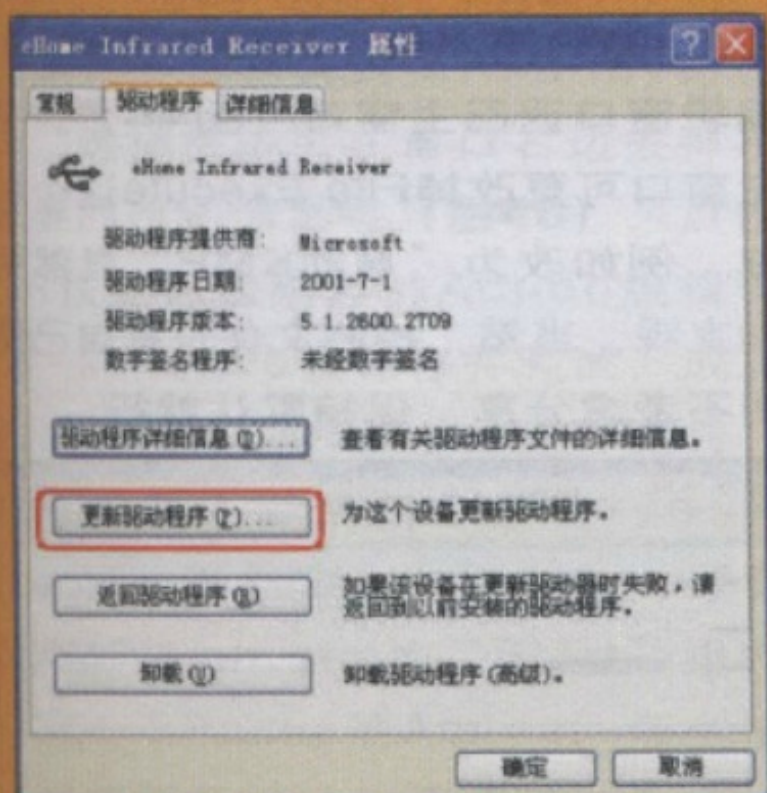 eHome Infrared Receiver 属性
常规 驱动程序 详细信息
eHome Infrared Receiver
驱动程序提供商: Microsoft
驱动程序日期: 2001-7-1
驱动程序版本: 5.1.2600.2709
数字签名程序: 未经数字签名
驱动程序详细信息(D)... 查看有关驱动程序文件的详细信息。
更新驱动程序(P)... 为这个设备更新驱动程序。
返回驱动程序(R) 如果该设备在更新驱动器时失败，请
返回到以前安装的驱动程序。
卸载(U) 卸载驱动程序(高级)。
确定 取消